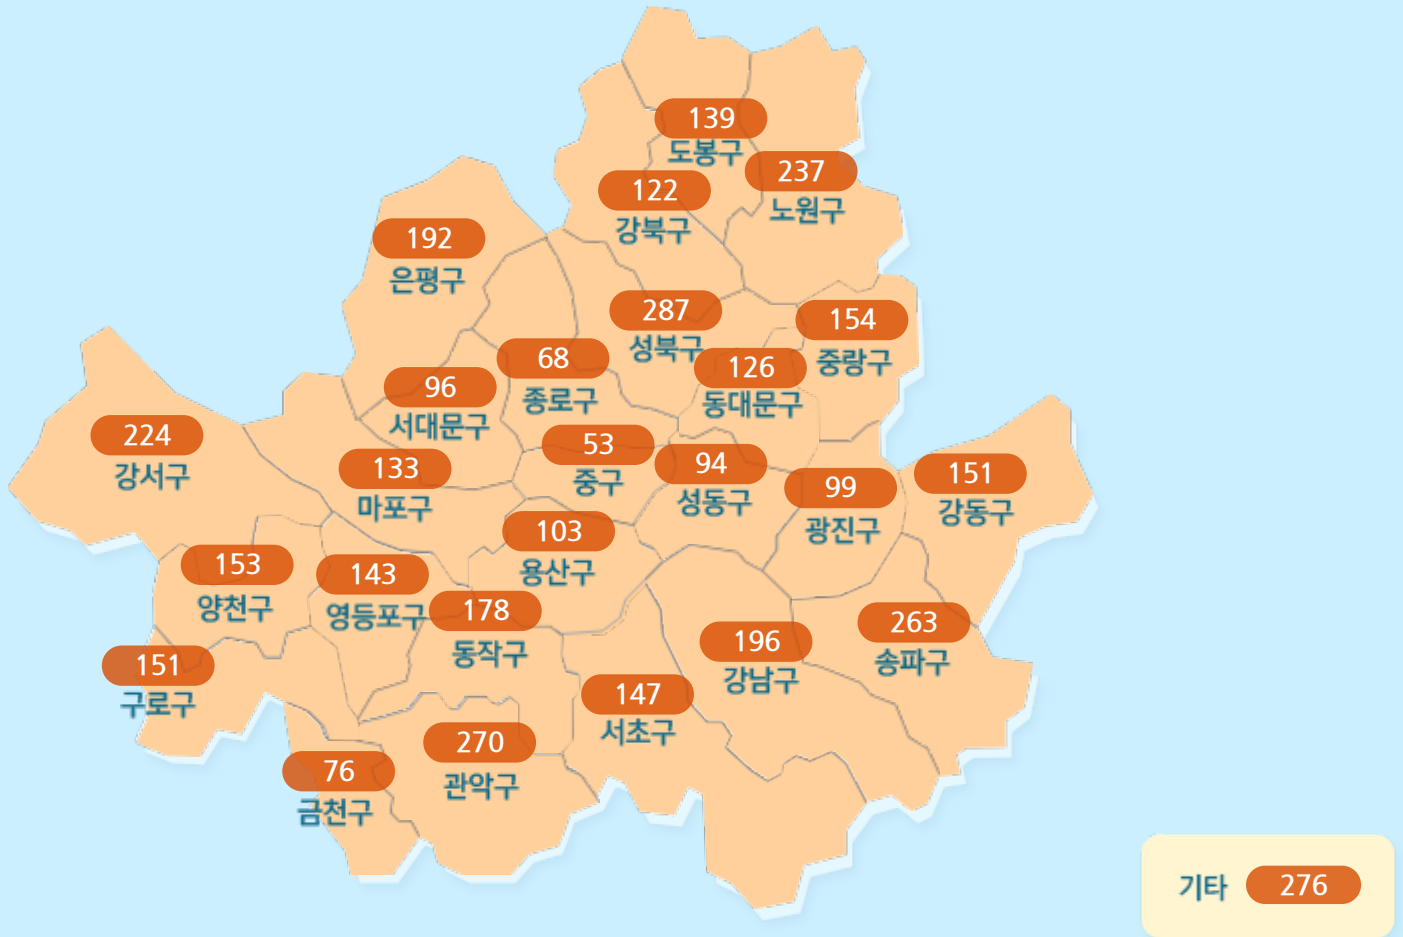 139
도봉구
237
노원구
122
강북구
192
은평구
287
성북구
154
중랑구
68
종로구
126
동대문구
96
서대문구
224
강서구
53
중구
133
마포구
94
성동구
99
광진구
151
강동구
103
용산구
153
양천구
143
영등포구
178
동작구
196
강남구
263
송파구
151
구로구
147
서초구
270
관악구
76
금천구
기타 276